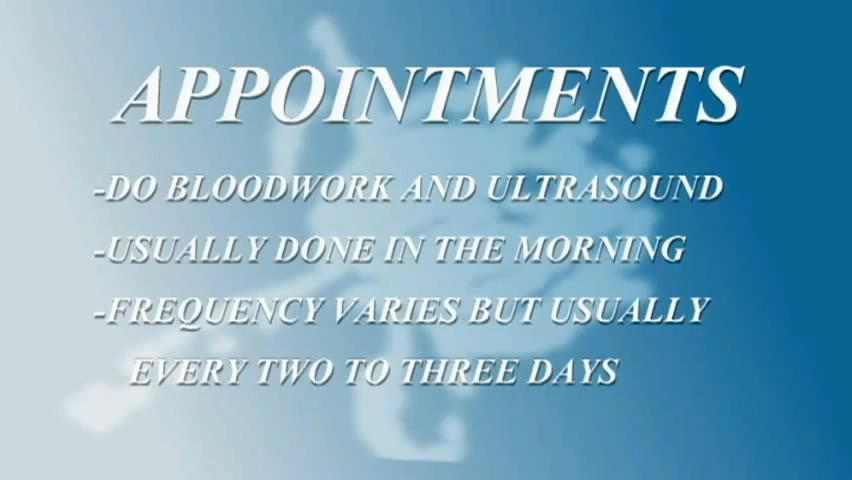 APPOINTMENTS
-DO BLOODWORK AND ULTRASOUND
-USUALLY DONE IN THE MORNING
-FREQUENCY VARIES BUT USUALLY
EVERY TWO TO THREE DAYS